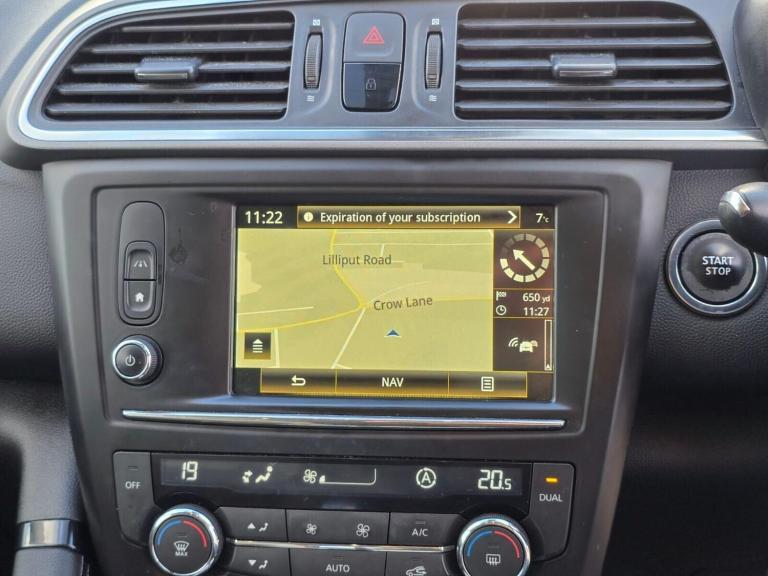 11:22 Expiration of your subscription 7°C
Lilliput Road
Crow Lane
650 yd
11:27
NAV
START
STOP
OFF
19
A
20.5
DUAL
MAX
A/C
AUTO